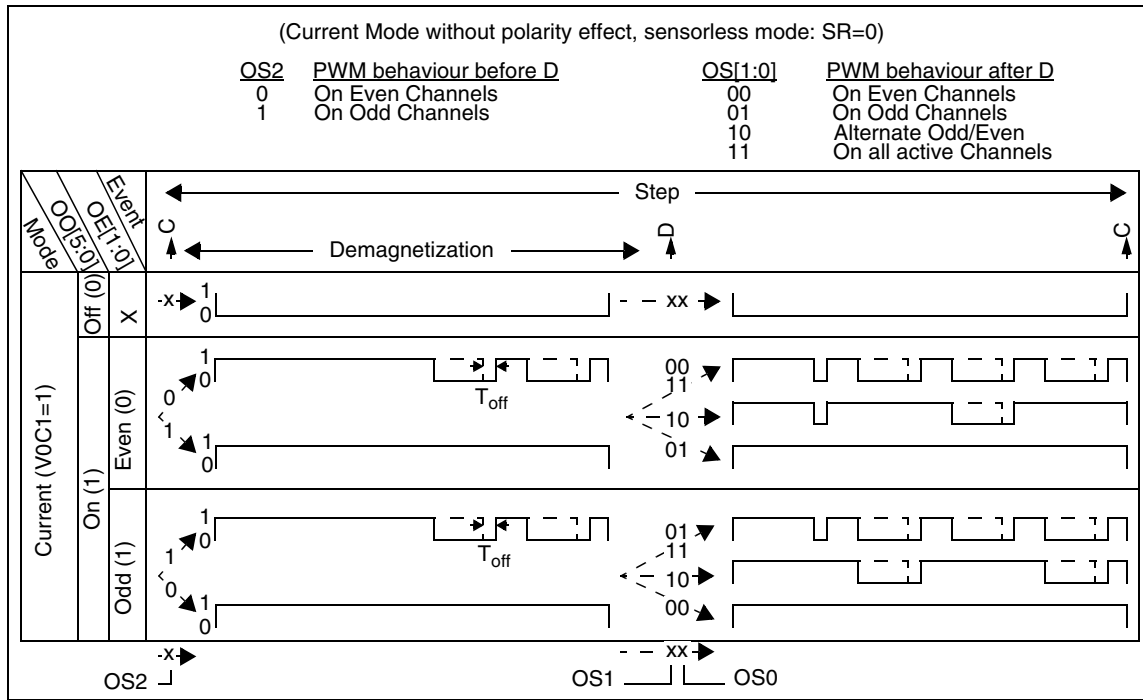 (Current Mode without polarity effect, sensorless mode: SR=0)
OS2 PWM behaviour before D
0 On Even Channels
1 On Odd Channels
OS[1:0] PWM behaviour after D
00 On Even Channels
01 On Odd Channels
10 Alternate Odd/Even
11 On all active Channels
Mode
OO[5:0]
OE[1:0]
Event
Step
C
D
C
Demagnetization
Current (V0C1=1)
Off (0)
X
x
1
0
xx
On (1)
Even (0)
0
1
1
0
1
0
Toff
00
11
10
01
Odd (1)
1
0
1
0
1
0
Toff
01
11
10
00
x
xx
OS2
OS1
OS0